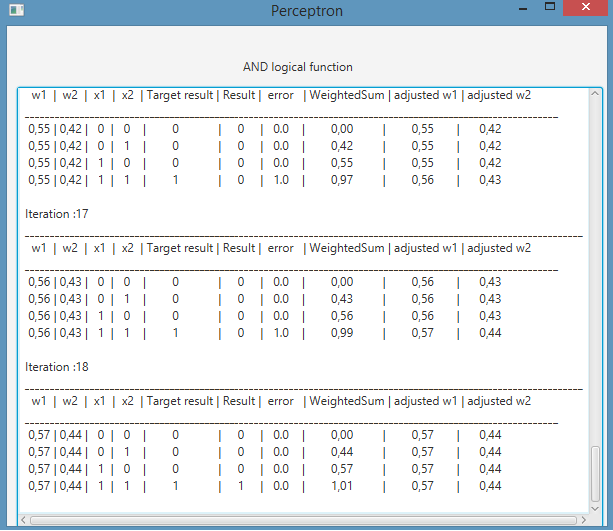 Perceptron
AND logical function
w1 | w2 | x1 | x2 | Target result | Result | error | WeightedSum | adjusted w1 | adjusted w2
0,55 | 0,42 | 0 | 0 | 0 | 0 | 0.0 | 0,00 | 0,55 | 0,42
0,55 | 0,42 | 0 | 1 | 0 | 0 | 0.0 | 0,42 | 0,55 | 0,42
0,55 | 0,42 | 1 | 0 | 0 | 0 | 0.0 | 0,55 | 0,55 | 0,42
0,55 | 0,42 | 1 | 1 | 1 | 0 | 1.0 | 0,97 | 0,56 | 0,43
Iteration :17
w1 | w2 | x1 | x2 | Target result | Result | error | WeightedSum | adjusted w1 | adjusted w2
0,56 | 0,43 | 0 | 0 | 0 | 0 | 0.0 | 0,00 | 0,56 | 0,43
0,56 | 0,43 | 0 | 1 | 0 | 0 | 0.0 | 0,43 | 0,56 | 0,43
0,56 | 0,43 | 1 | 0 | 0 | 0 | 0.0 | 0,56 | 0,56 | 0,43
0,56 | 0,43 | 1 | 1 | 1 | 0 | 1.0 | 0,99 | 0,57 | 0,44
Iteration :18
w1 | w2 | x1 | x2 | Target result | Result | error | WeightedSum | adjusted w1 | adjusted w2
0,57 | 0,44 | 0 | 0 | 0 | 0 | 0.0 | 0,00 | 0,57 | 0,44
0,57 | 0,44 | 0 | 1 | 0 | 0 | 0.0 | 0,44 | 0,57 | 0,44
0,57 | 0,44 | 1 | 0 | 0 | 0 | 0.0 | 0,57 | 0,57 | 0,44
0,57 | 0,44 | 1 | 1 | 1 | 1 | 0.0 | 1,01 | 0,57 | 0,44